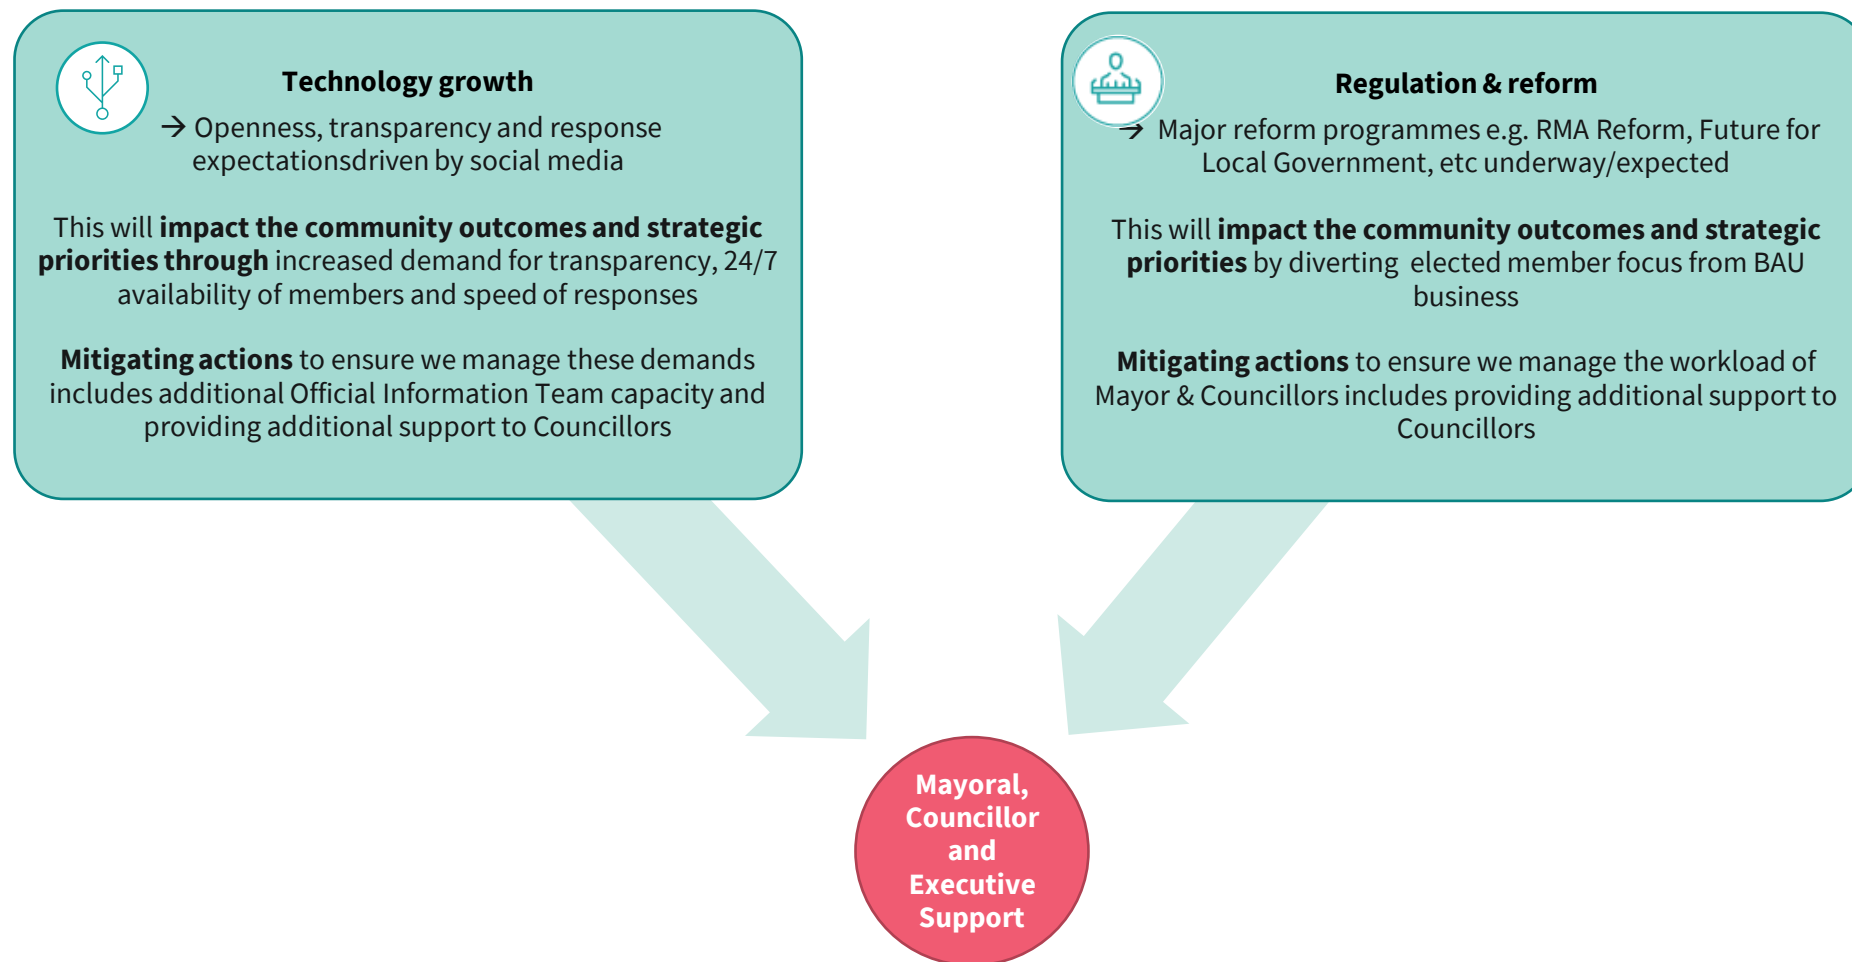 Technology growth
→ Openness, transparency and response
expectationsdriven by social media
This will impact the community outcomes and strategic
priorities through increased demand for transparency, 24/7
availability of members and speed of responses
Mitigating actions to ensure we manage these demands
includes additional Official Information Team capacity and
providing additional support to Councillors
Regulation & reform
→ Major reform programmes e.g. RMA Reform, Future for
Local Government, etc underway/expected
This will impact the community outcomes and strategic
priorities by diverting elected member focus from BAU
business
Mitigating actions to ensure we manage the workload of
Mayor & Councillors includes providing additional support to
Councillors
Mayoral,
Councillor
and
Executive
Support